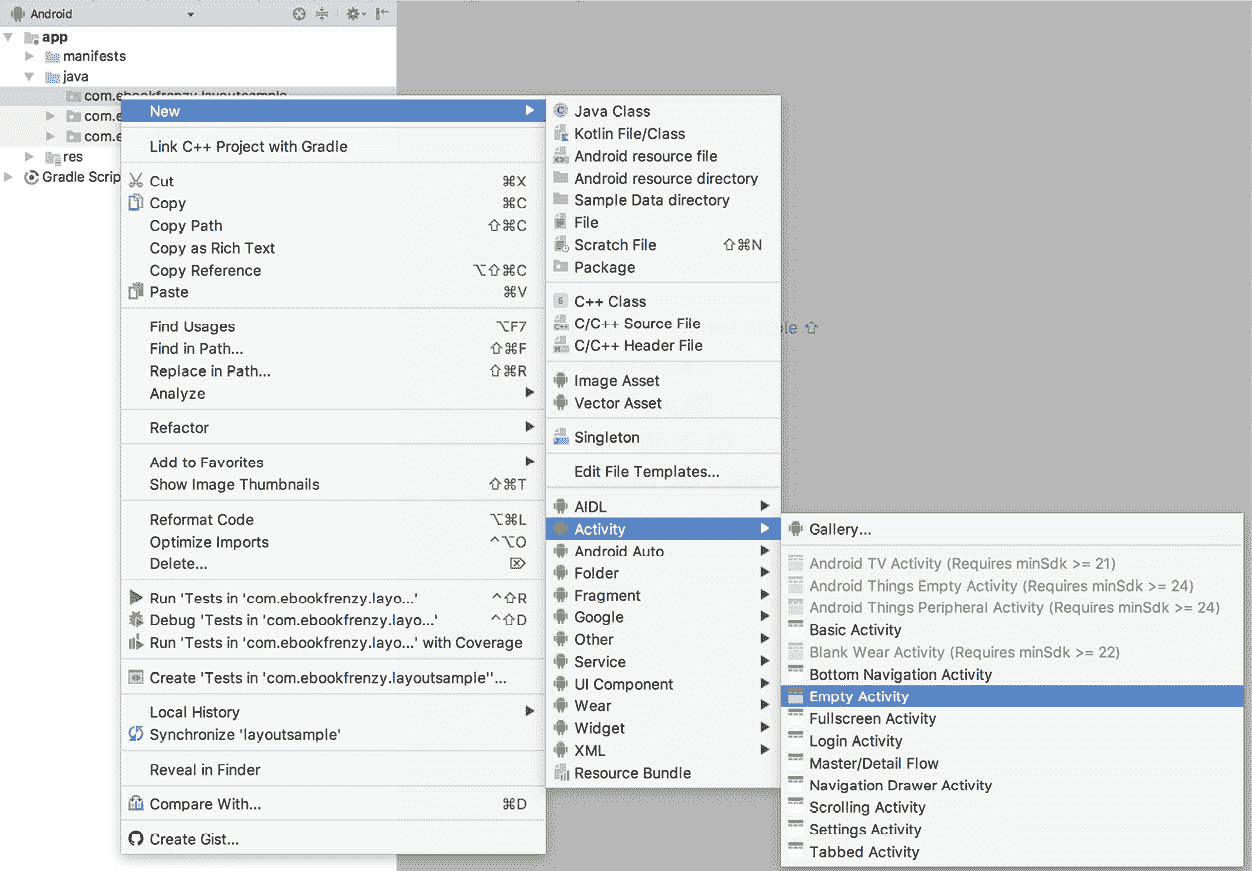 Android
app
manifests
java
com.ebookfrenzy.layoutsample
com.e
com.e
res
Gradle Scrip
New
Link C++ Project with Gradle
Cut ⌘X
Copy ⌘C
Copy Path ⇧⌘C
Copy as Rich Text
Copy Reference ⌥⇧⌘C
Paste ⌘V
Find Usages ⌥F7
Find in Path... ⇧⌘F
Replace in Path... ⇧⌘R
Analyze
Refactor
Add to Favorites
Show Image Thumbnails ⇧⌘T
Reformat Code ⌥⌘L
Optimize Imports ^⌥O
Delete... ⌦
Run 'Tests in 'com.ebookfrenzy.layo...' ^⇧R
Debug 'Tests in 'com.ebookfrenzy.layo...' ^⇧D
Run 'Tests in 'com.ebookfrenzy.layo...' with Coverage
Create 'Tests in 'com.ebookfrenzy.layoutsample''...
Local History
Synchronize 'layoutsample'
Reveal in Finder
Compare With... ⌘D
Create Gist...
Java Class
Kotlin File/Class
Android resource file
Android resource directory
Sample Data directory
File
Scratch File ⇧⌘N
Package
C++ Class
C/C++ Source File
C/C++ Header File
Image Asset
Vector Asset
Singleton
Edit File Templates...
AIDL
Activity
Android Auto
Folder
Fragment
Google
Other
Service
UI Component
Wear
Widget
XML
Resource Bundle
le ⇧
Gallery...
Android TV Activity (Requires minSdk >= 21)
Android Things Empty Activity (Requires minSdk >= 24)
Android Things Peripheral Activity (Requires minSdk >= 24)
Basic Activity
Blank Wear Activity (Requires minSdk >= 22)
Bottom Navigation Activity
Empty Activity
Fullscreen Activity
Login Activity
Master/Detail Flow
Navigation Drawer Activity
Scrolling Activity
Settings Activity
Tabbed Activity